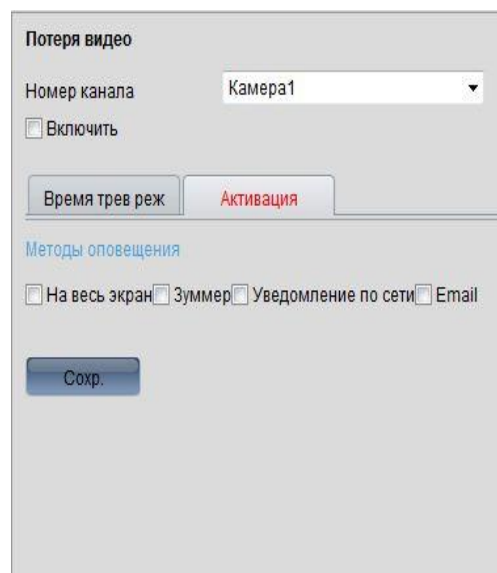 Потеря видео
Номер канала Камера1
Включить
Время трев реж Активация
Методы оповещения
На весь экран Зуммер Уведомление по сети Email
Сохр.